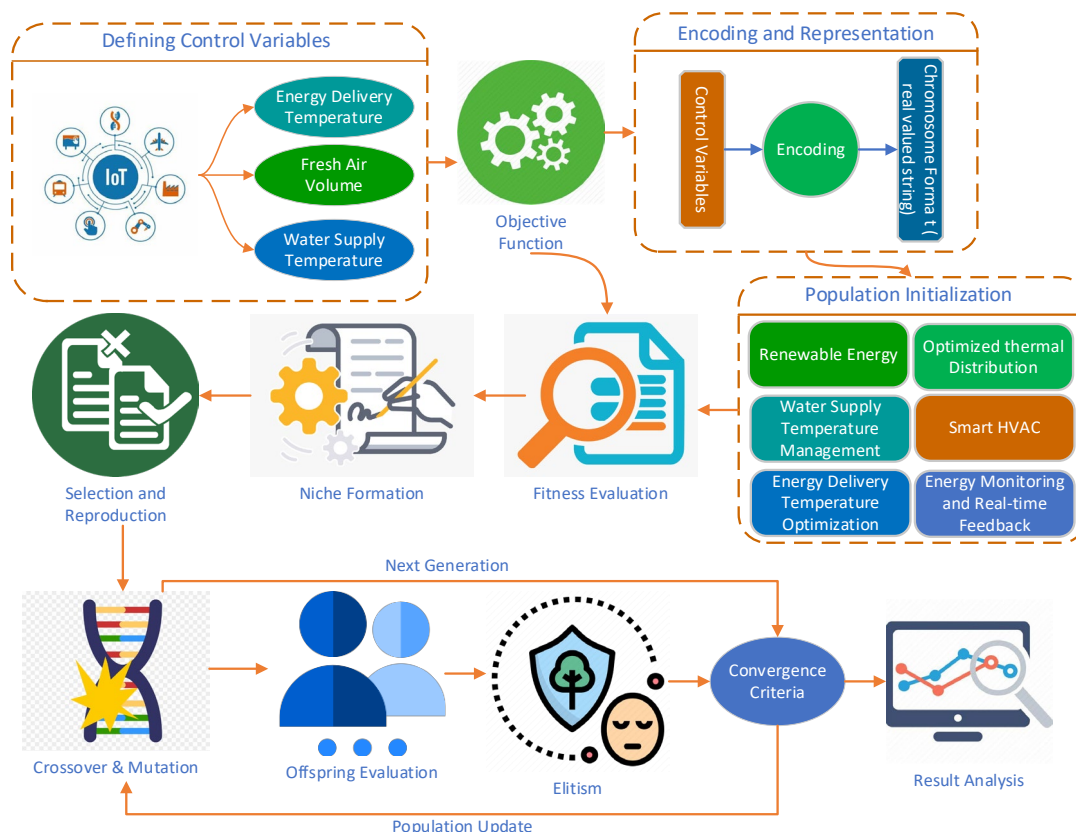 Defining Control Variables
IoT
Energy Delivery
Temperature
Fresh Air
Volume
Water Supply
Temperature
Objective
Function
Encoding and Representation
Control Variables
Encoding
Chromosome Forma t (
real valued string)
Population Initialization
Renewable Energy
Optimized thermal
Distribution
Water Supply
Temperature
Management
Smart HVAC
Energy Delivery
Temperature
Optimization
Energy Monitoring
and Real-time
Feedback
Fitness Evaluation
Niche Formation
Selection and
Reproduction
Next Generation
Crossover & Mutation
Offspring Evaluation
Elitism
Convergence
Criteria
Result Analysis
Population Update